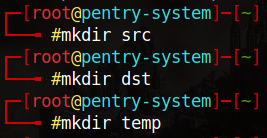 ┌─[root@pentry-system]─[~]
└──╼ #mkdir src
┌─[root@pentry-system]─[~]
└──╼ #mkdir dst
┌─[root@pentry-system]─[~]
└──╼ #mkdir temp